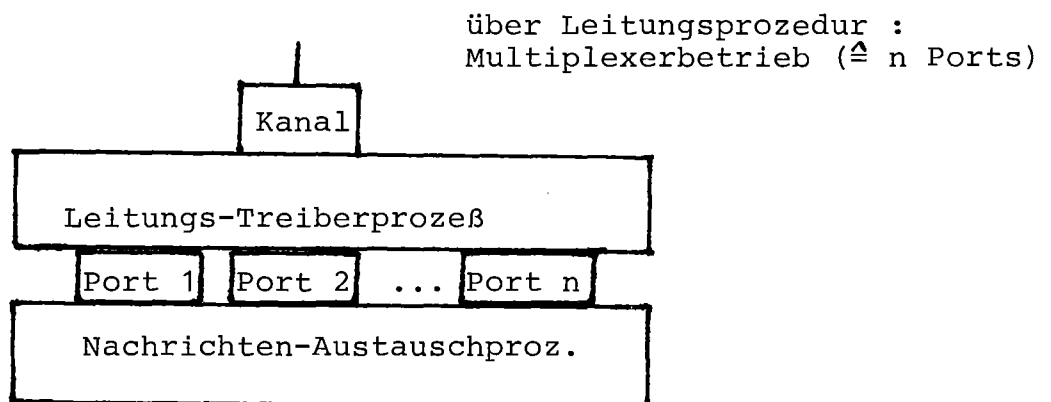 über Leitungsprozedur :
Multiplexerbetrieb (≙ n Ports)
Kanal
Leitungs-Treiberprozeß
Port 1 Port 2 ... Port n
Nachrichten-Austauschproz.